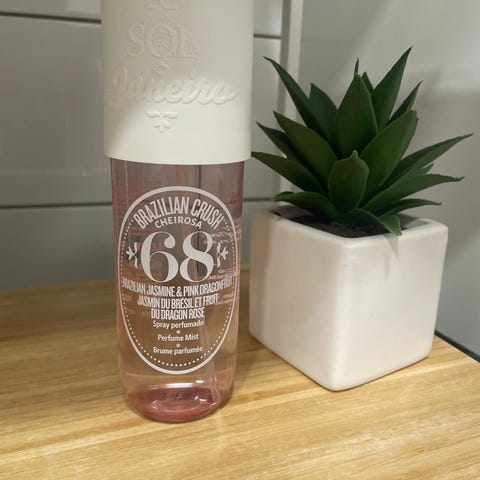 SOL
de
Janeiro
BRAZILIAN CRUSH
CHEIROSA
68
BRAZILIAN JASMINE & PINK DRAGONFRUIT
JASMIN DU BRÉSIL ET FRUIT
DU DRAGON ROSE
Spray perfumado
Perfume Mist
Brume parfumée